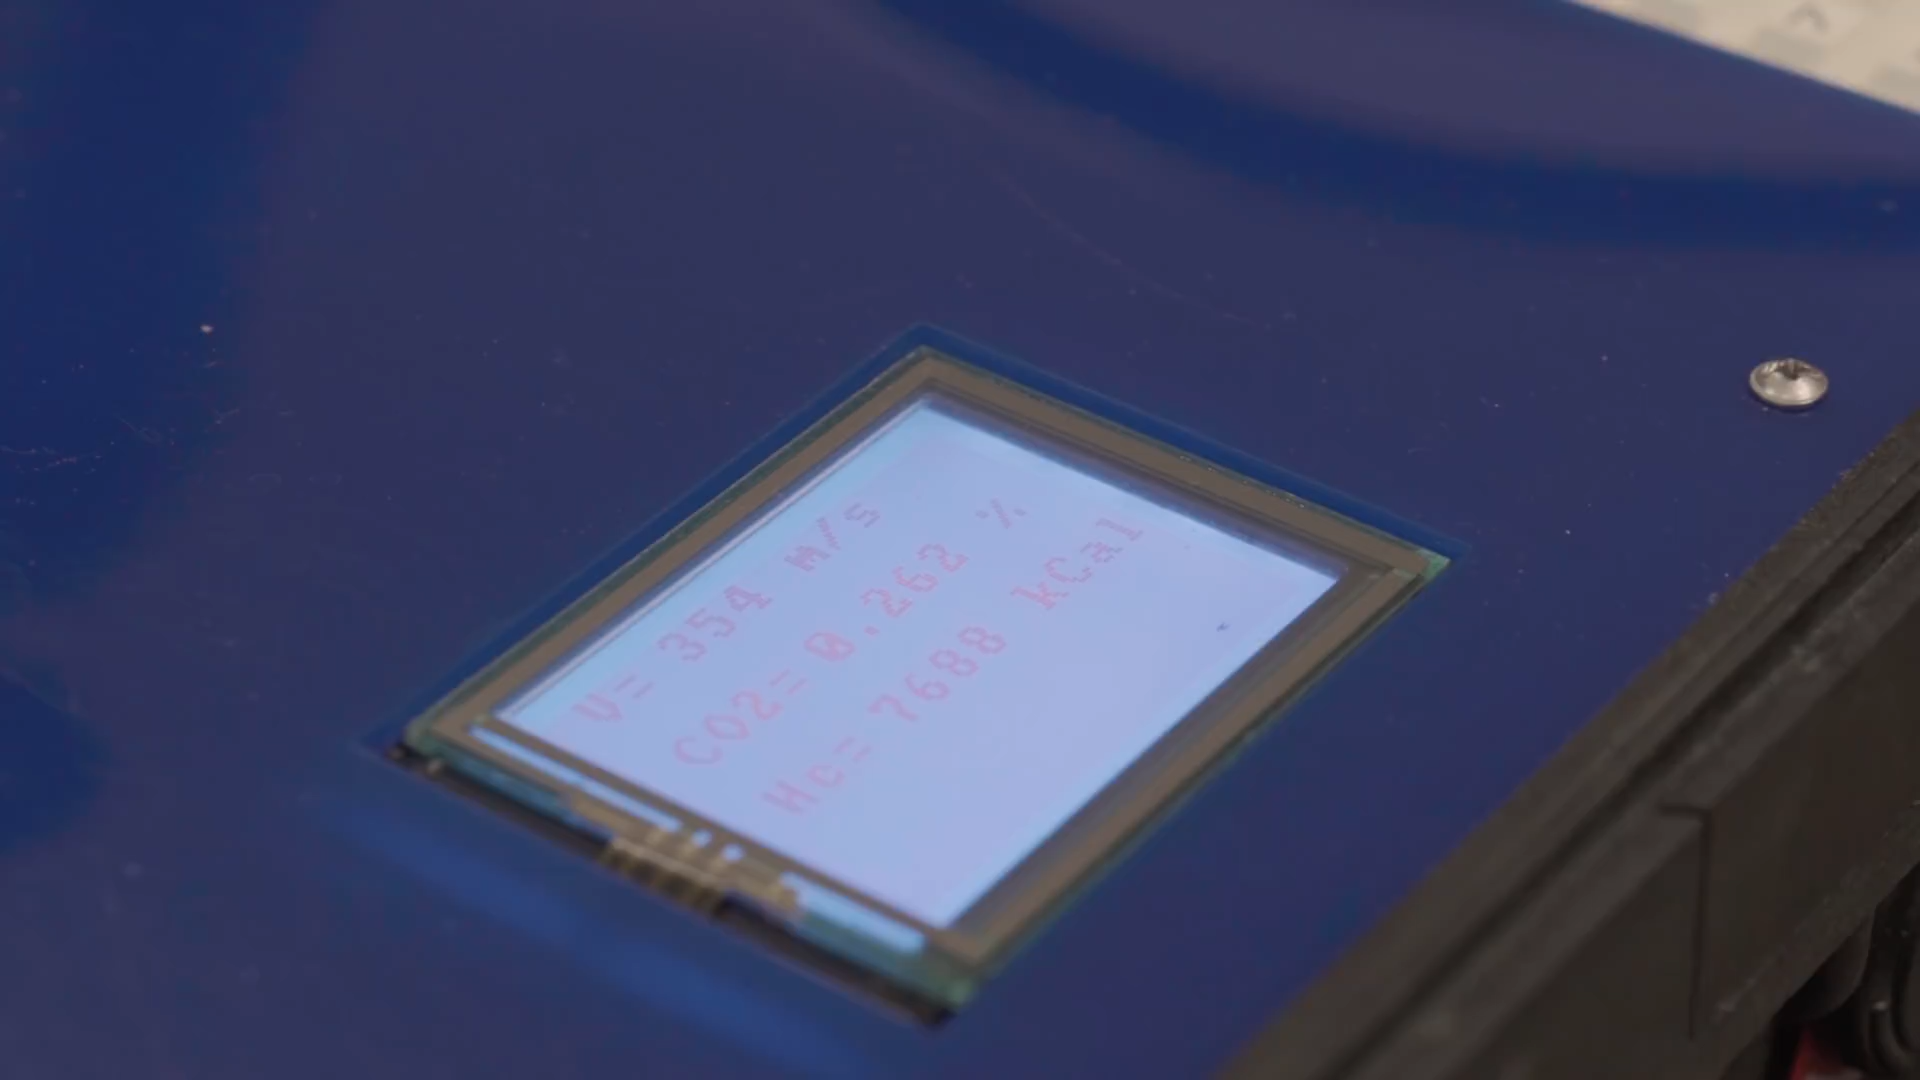 V= 354 м/s
CO2= 0.262 %
Hc= 7688 kCal